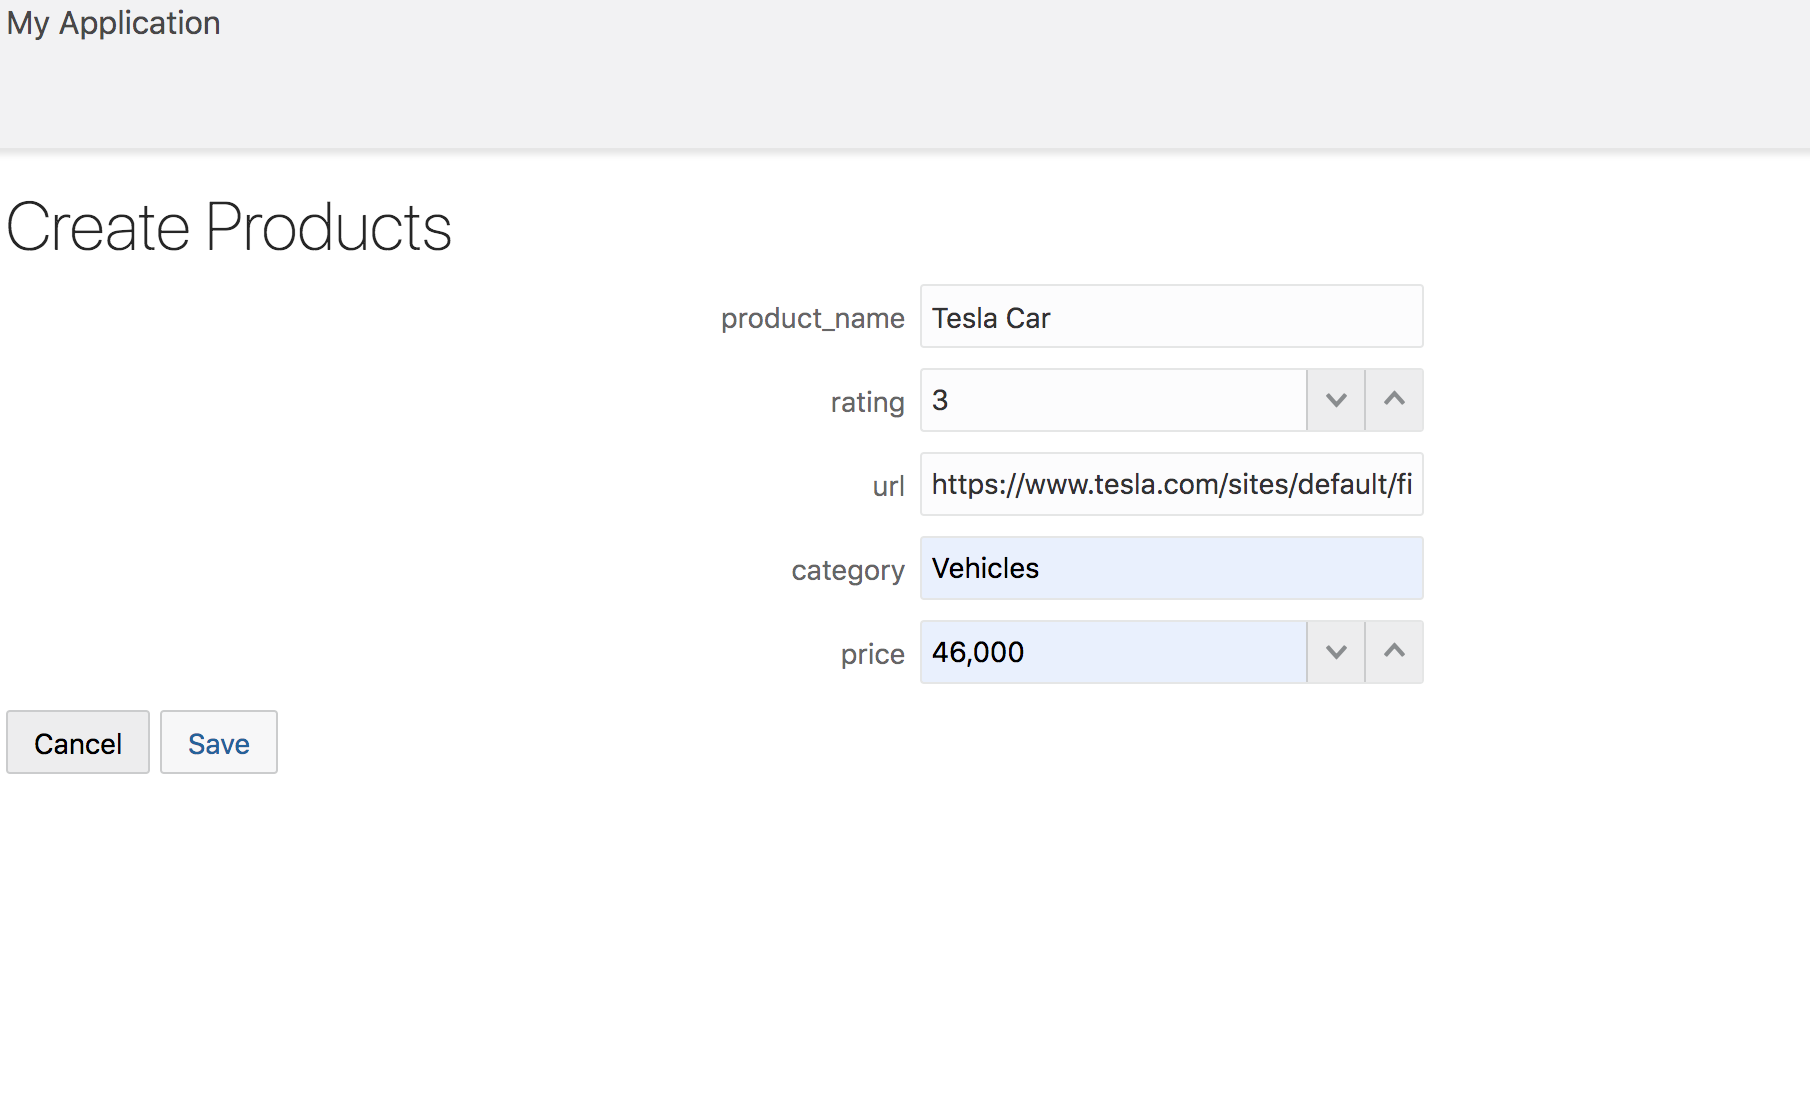 My Application
Create Products
product_name Tesla Car
rating 3
url https://www.tesla.com/sites/default/fi
category Vehicles
price 46,000
Cancel Save